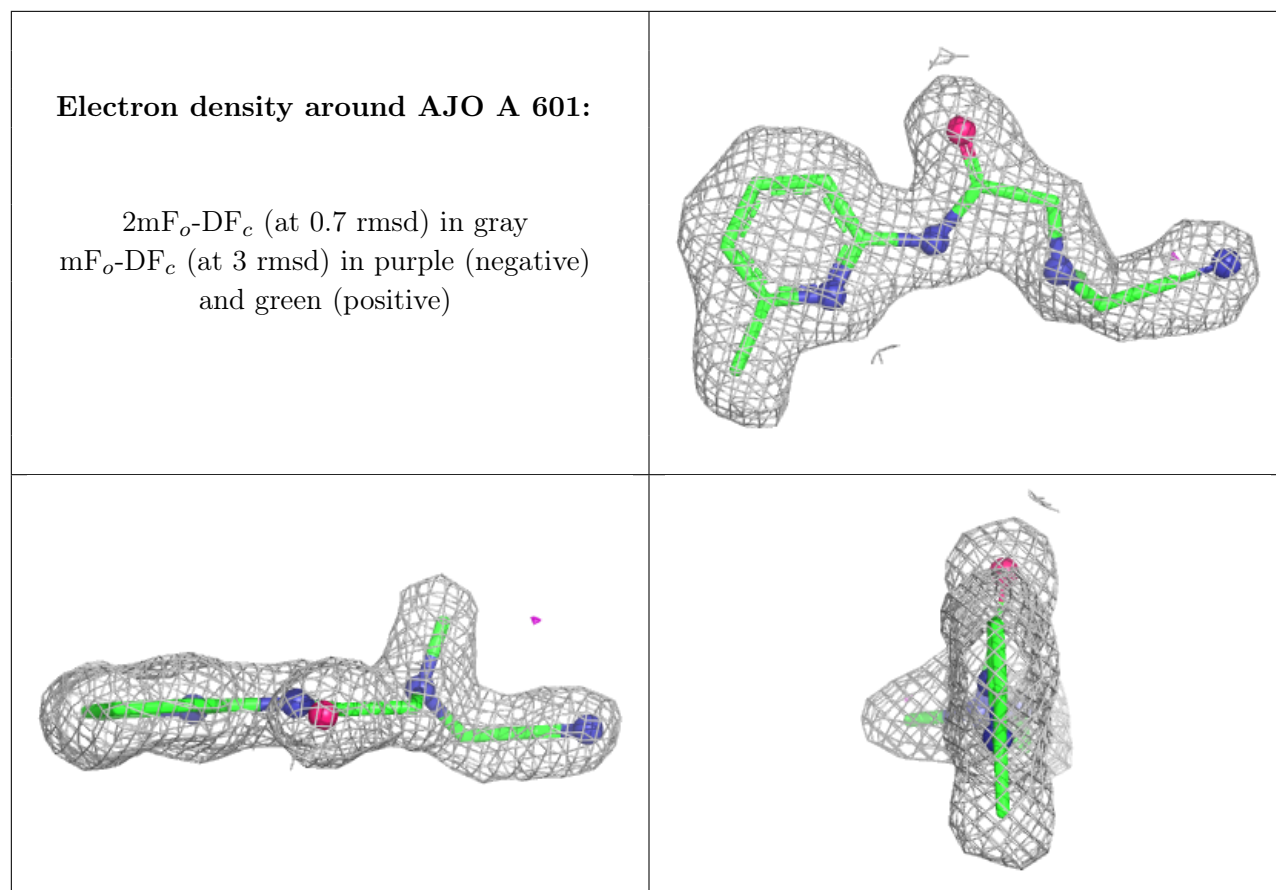 Electron density around AJO A 601:
2mFo-DFc (at 0.7 rmsd) in gray
mFo-DFc (at 3 rmsd) in purple (negative)
and green (positive)